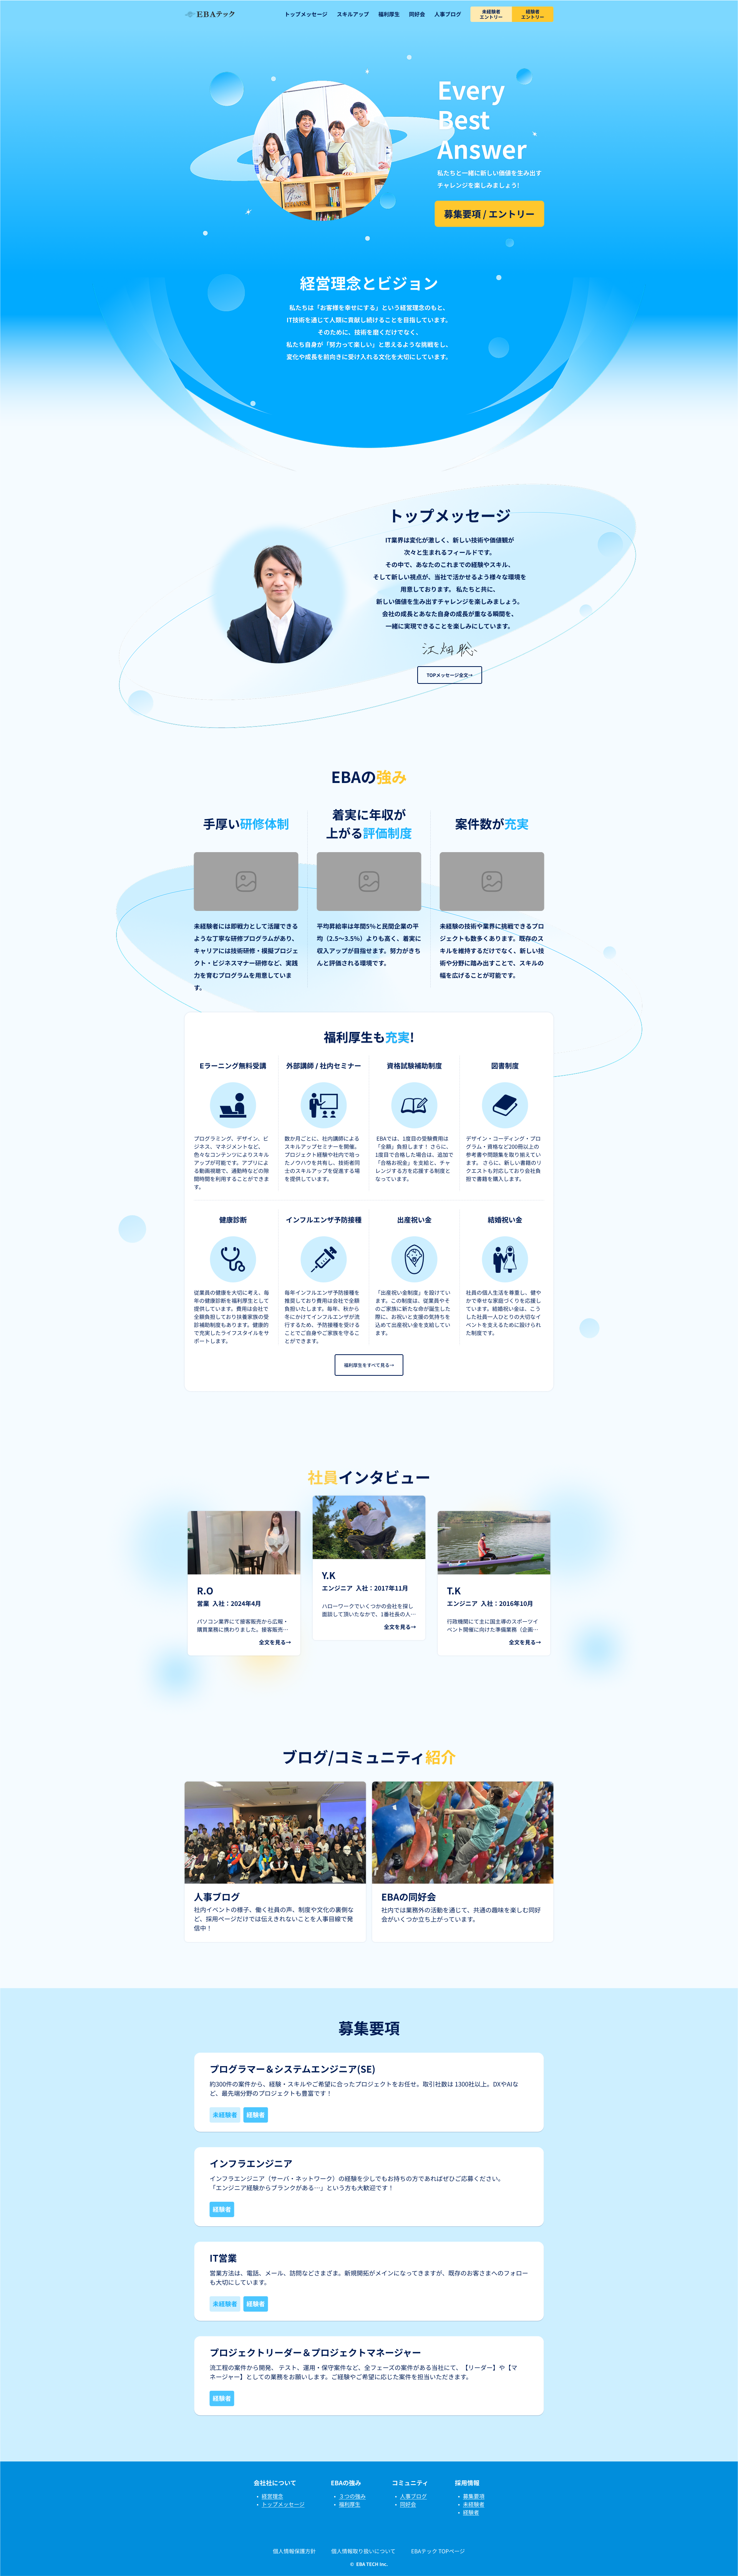 EBAテック
トップメッセージ
スキルアップ
福利厚生
同好会
人事ブログ
未経験者
エントリー
経験者
エントリー
Every
Best
Answer
私たちと一緒に新しい価値を生み出す
チャレンジを楽しみましょう!
募集要項 / エントリー
経営理念とビジョン
私たちは「お客様を幸せにする」という経営理念のもと、
IT技術を通じて人類に貢献し続けることを目指しています。
そのために、技術を磨くだけでなく、
私たち自身が「努力って楽しい」と思えるような挑戦をし、
変化や成長を前向きに受け入れる文化を大切にしています。
トップメッセージ
IT業界は変化が激しく、新しい技術や価値観が
次々と生まれるフィールドです。
その中で、あなたのこれまでの経験やスキル、
そして新しい視点が、当社で活かせるよう様々な環境を
用意しております。 私たちと共に、
新しい価値を生み出すチャレンジを楽しみましょう。
会社の成長とあなた自身の成長が重なる瞬間を、
一緒に実現できることを楽しみにしています。
江畑 聡
TOPメッセージ全文→
EBAの強み
手厚い研修体制
着実に年収が
上がる評価制度
案件数が充実
未経験者には即戦力として活躍できる
ような丁寧な研修プログラムがあり、
キャリアには技術研修・模擬プロジェ
クト・ビジネスマナー研修など、実践
力を育むプログラムを用意していま
す。
平均昇給率は年間5%と民間企業の平
均（2.5〜3.5%）よりも高く、着実に
収入アップが目指せます。努力がきち
んと評価される環境です。
未経験の技術や業界に挑戦できるプロ
ジェクトも数多くあります。既存のス
キルを維持するだけでなく、新しい技
術や分野に踏み出すことで、スキルの
幅を広げることが可能です。
福利厚生も充実!
Eラーニング無料受講
外部講師 / 社内セミナー
資格試験補助制度
図書制度
プログラミング、デザイン、ビ
ジネス、マネジメントなど、
色々なコンテンツによりスキル
アップが可能です。アプリによ
る動画視聴で、通勤時などの隙
間時間を利用することができま
す。
数か月ごとに、社内講師による
スキルアップセミナーを開催。
プロジェクト経験や社内で培っ
たノウハウを共有し、技術者同
士のスキルアップを促進する場
を提供しています。
EBAでは、1度目の受験費用は
「全額」負担します！ さらに、
1度目で合格した場合は、追加で
「合格お祝金」を支給と、チャ
レンジする方を応援する制度と
なっています。
デザイン・コーディング・プロ
グラム・資格など200冊以上の
参考書や問題集を取り揃えてい
ます。 さらに、新しい書籍のリ
クエストも対応しており会社負
担で書籍を購入します。
健康診断
インフルエンザ予防接種
出産祝い金
結婚祝い金
従業員の健康を大切に考え、毎
年の健康診断を福利厚生として
提供しています。費用は会社で
全額負担しており扶養家族の受
診補助制度もあります。健康的
で充実したライフスタイルをサ
ポートします。
毎年インフルエンザ予防接種を
推奨しており費用は会社で全額
負担いたします。毎年、秋から
冬にかけてインフルエンザが流
行するため、予防接種を受ける
ことでご自身やご家族を守るこ
とができます。
「出産祝い金制度」を設けてい
ます。この制度は、従業員やそ
のご家族に新たな命が誕生した
際に、お祝いと支援の気持ちを
込めて出産祝い金を支給してい
ます。
社員の個人生活を尊重し、健や
かで幸せな家庭づくりを応援し
ています。結婚祝い金は、こう
した社員一人ひとりの大切なイ
ベントを支えるために設けられ
た制度です。
福利厚生をすべて見る→
社員インタビュー
R.O
営業 入社：2024年4月
パソコン業界にて接客販売から広報・
購買業務に携わりました。接客販売…
全文を見る→
Y.K
エンジニア 入社：2017年11月
ハローワークでいくつかの会社を探し
面談して頂いたなかで、1番社長の人…
全文を見る→
T.K
エンジニア 入社：2016年10月
行政機関にて主に国主導のスポーツイ
ベント開催に向けた準備業務（企画…
全文を見る→
ブログ/コミュニティ紹介
人事ブログ
社内イベントの様子、働く社員の声、制度や文化の裏側な
ど、採用ページだけでは伝えきれないことを人事目線で発
信中！
EBAの同好会
社内では業務外の活動を通じて、共通の趣味を楽しむ同好
会がいくつか立ち上がっています。
募集要項
プログラマー＆システムエンジニア(SE)
約300件の案件から、経験・スキルやご希望に合ったプロジェクトをお任せ。取引社数は 1300社以上。DXやAIな
ど、最先端分野のプロジェクトも豊富です！
未経験者
経験者
インフラエンジニア
インフラエンジニア（サーバ・ネットワーク）の経験を少しでもお持ちの方であればぜひご応募ください。
「エンジニア経験からブランクがある…」という方も大歓迎です！
経験者
IT営業
営業方法は、電話、メール、訪問などさまざま。新規開拓がメインになってきますが、既存のお客さまへのフォロー
も大切にしています。
未経験者
経験者
プロジェクトリーダー＆プロジェクトマネージャー
流工程の案件から開発、 テスト、運用・保守案件など、全フェーズの案件がある当社にて、【リーダー】や【マ
ネージャー】としての業務をお願いします。ご経験やご希望に応じた案件を担当いただきます。
経験者
会社社について
経営理念
トップメッセージ
EBAの強み
３つの強み
福利厚生
コミュニティ
人事ブログ
同好会
採用情報
募集要項
未経験者
経験者
個人情報保護方針
個人情報取り扱いについて
EBAテック TOPページ
© EBA TECH Inc.